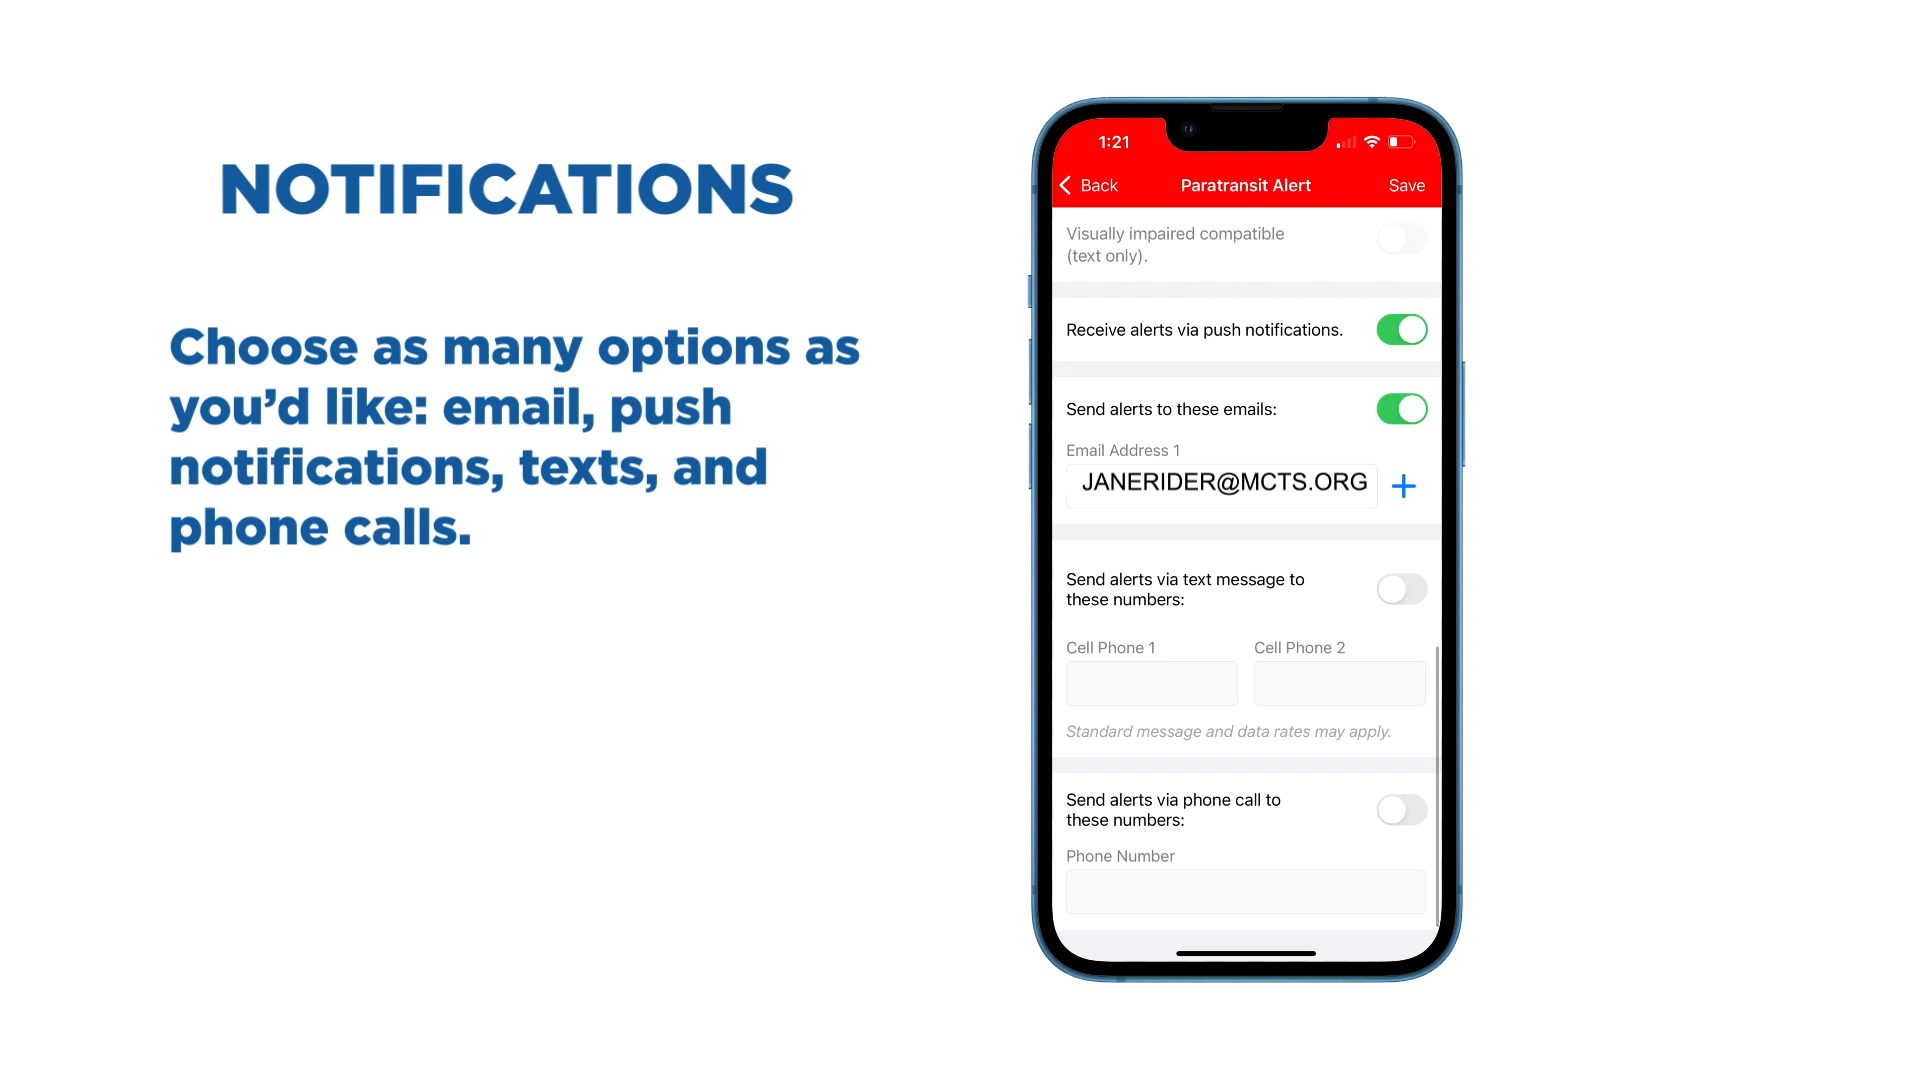 NOTIFICATIONS
Choose as many options as
you’d like: email, push
notifications, texts, and
phone calls.
1:21
Back
Paratransit Alert
Save
Visually impaired compatible
(text only).
Receive alerts via push notifications.
Send alerts to these emails:
Email Address 1
JANERIDER@MCTS.ORG
Send alerts via text message to
these numbers:
Cell Phone 1
Cell Phone 2
Standard message and data rates may apply.
Send alerts via phone call to
these numbers:
Phone Number